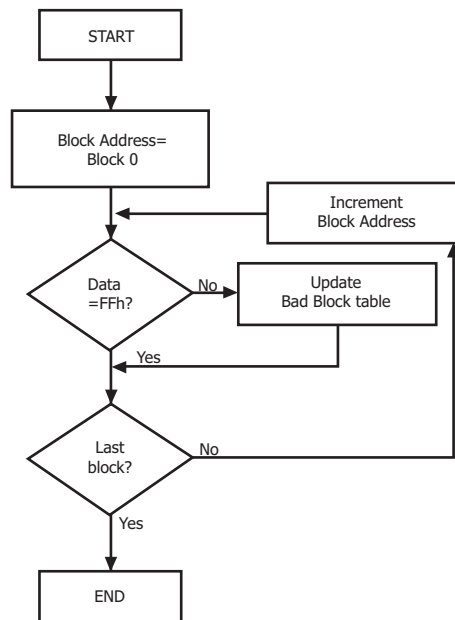 START
Block Address=
Block 0
Increment
Block Address
Data
=FFh?
No
Update
Bad Block table
Yes
Last
block?
No
Yes
END